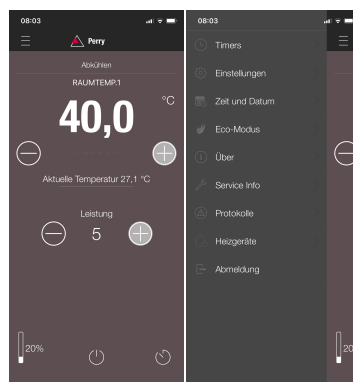 08:03
Perry
Abkühlen
RAUMTEMP.1
40,0 °C
Aktuelle Temperatur 27,1 °C
Leistung
5
20%
08:03
Timers
Einstellungen
Zeit und Datum
Eco-Modus
Über
Service Info
Protokolle
Heizgeräte
Abmeldung
20